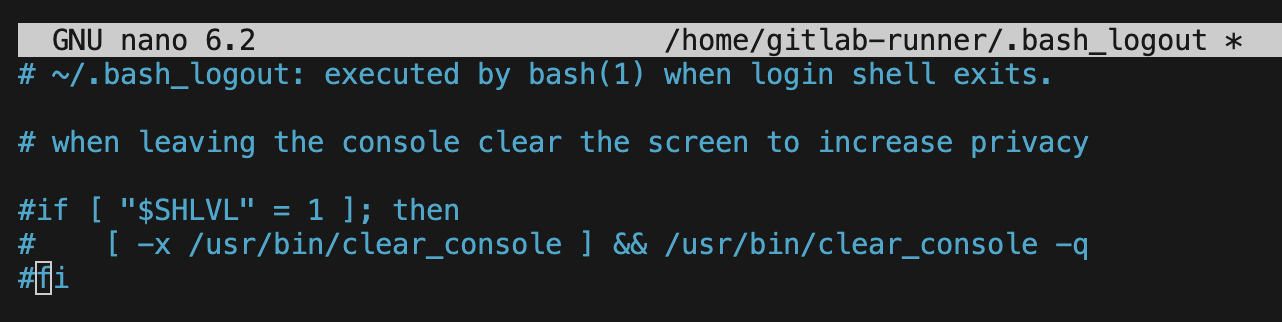 GNU nano 6.2 /home/gitlab-runner/.bash_logout *
# ~/.bash_logout: executed by bash(1) when login shell exits.
# when leaving the console clear the screen to increase privacy
#if [ "$SHLVL" = 1 ]; then
#    [ -x /usr/bin/clear_console ] && /usr/bin/clear_console -q
#fi